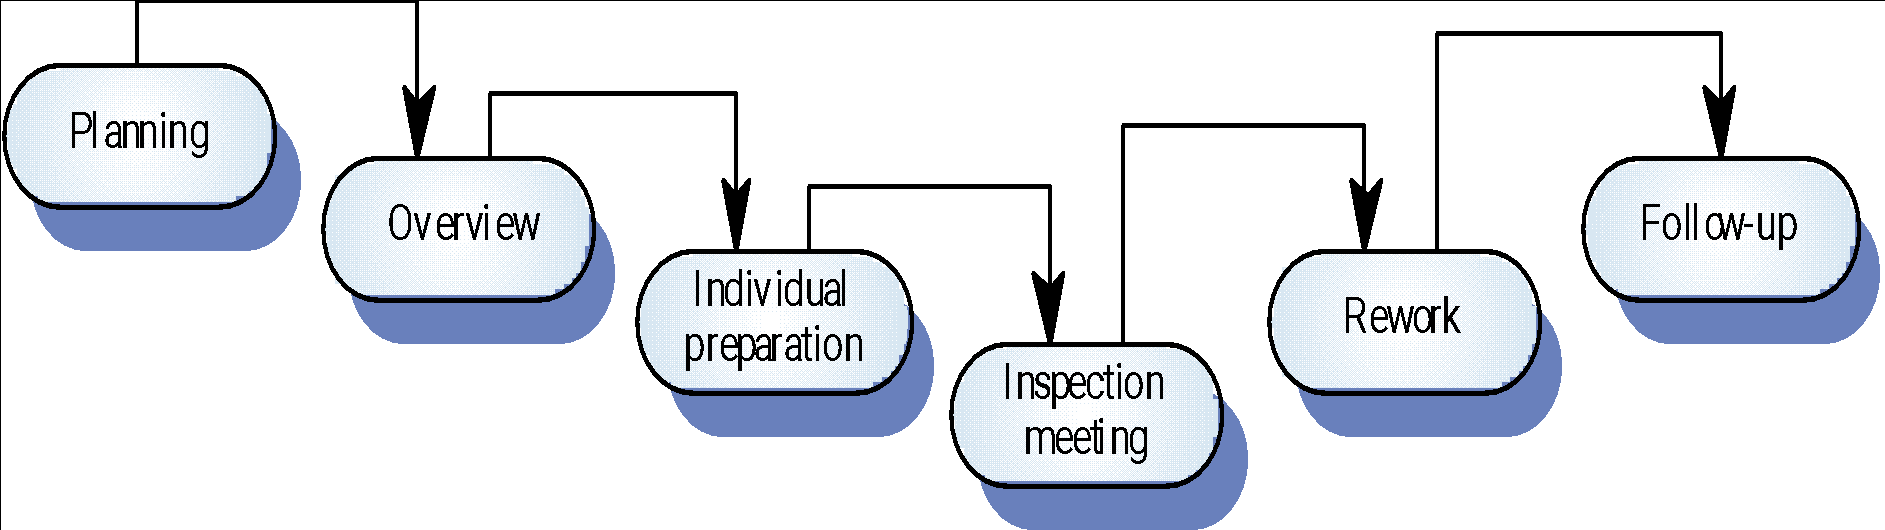 Planning
Overview
Individual
preparation
Inspection
meeting
Rework
Follow-up